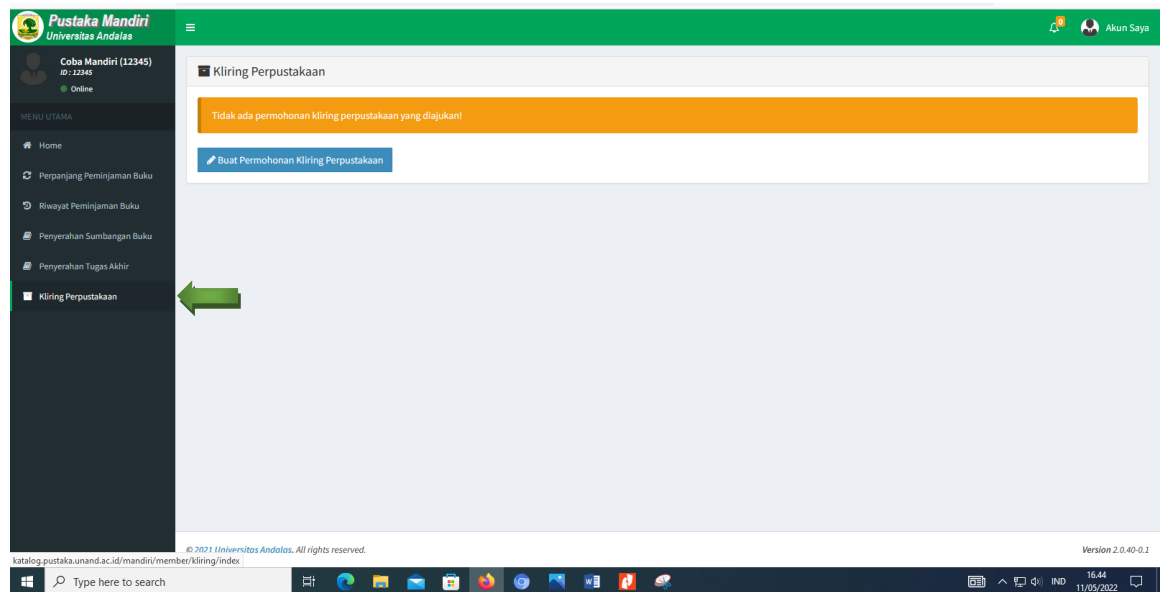 Pustaka Mandiri
Universitas Andalas
Akun Saya
0
Coba Mandiri (12345)
ID : 12345
Online
MENU UTAMA
Home
Perpanjang Peminjaman Buku
Riwayat Peminjaman Buku
Penyerahan Sumbangan Buku
Penyerahan Tugas Akhir
Kliring Perpustakaan
Kliring Perpustakaan
Tidak ada permohonan kliring perpustakaan yang diajukan!
Buat Permohonan Kliring Perpustakaan
© 2021 Universitas Andalas. All rights reserved.
Version 2.0.40-0.1
katalog.pustaka.unand.ac.id/mandiri/member/kliring/index
Type here to search
IND
16.44
11/05/2022